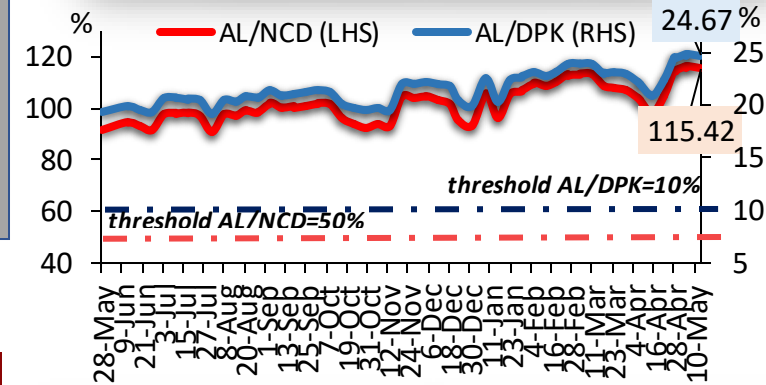 %
AL/NCD (LHS)
AL/DPK (RHS)
24.67
%
120
100
80
60
40
25
20
15
10
5
115.42
threshold AL/DPK=10%
threshold AL/NCD=50%
28-May
9-Jun
21-Jun
3-Jul
15-Jul
27-Jul
8-Aug
20-Aug
1-Sep
13-Sep
25-Sep
7-Oct
19-Oct
31-Oct
12-Nov
24-Nov
6-Dec
18-Dec
30-Dec
11-Jan
23-Jan
4-Feb
16-Feb
28-Feb
11-Mar
23-Mar
4-Apr
16-Apr
28-Apr
10-May